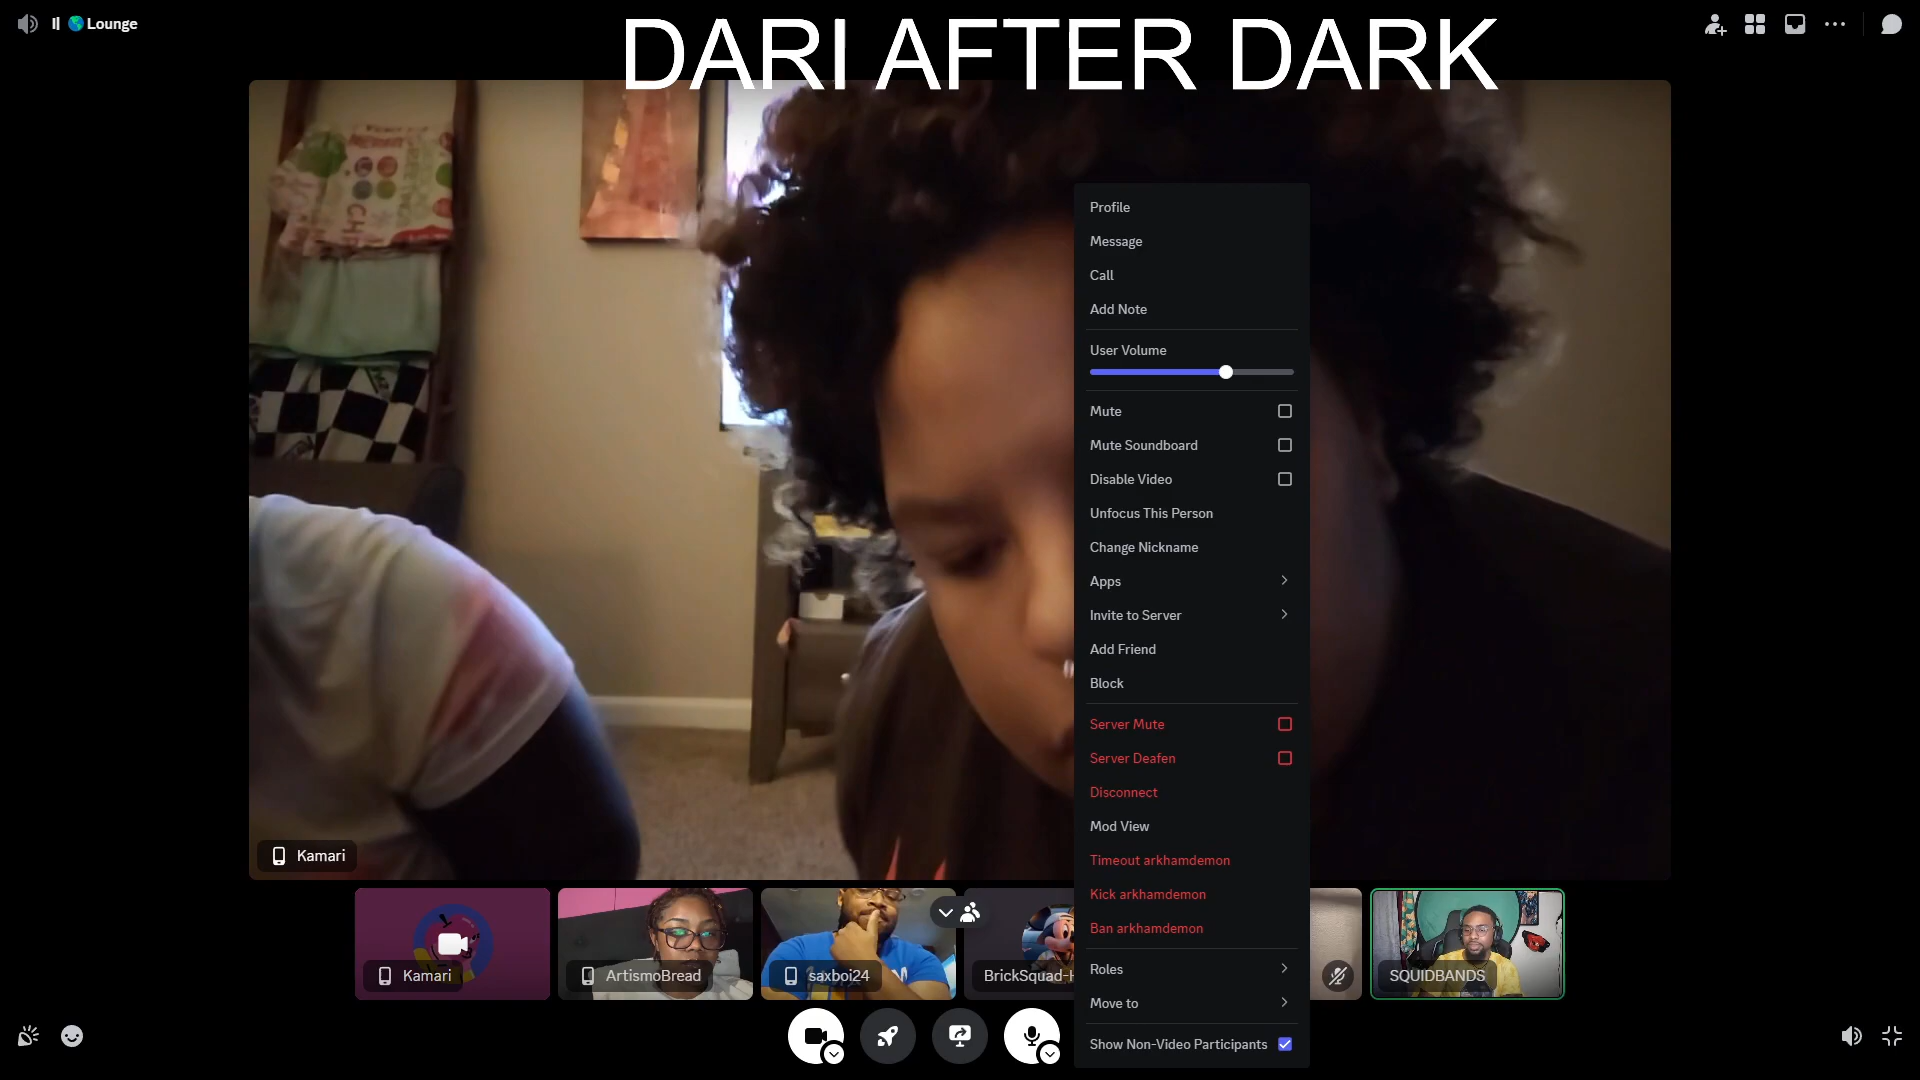 Lounge
DARI AFTER DARK
Profile
Message
Call
Add Note
User Volume
Mute
Mute Soundboard
Disable Video
Unfocus This Person
Change Nickname
Apps
Invite to Server
Add Friend
Block
Server Mute
Server Deafen
Disconnect
Mod View
Timeout arkhamdemon
Kick arkhamdemon
Ban arkhamdemon
Roles
Move to
Show Non-Video Participants
Kamari
Kamari
ArtismoBread
saxboi24
BrickSquad-
SQUIDBANDS